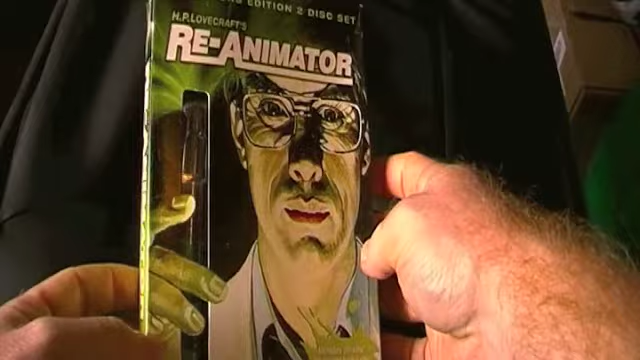 EDITION 2 DISC SET
H.P. LOVECRAFT'S
RE-ANIMATOR